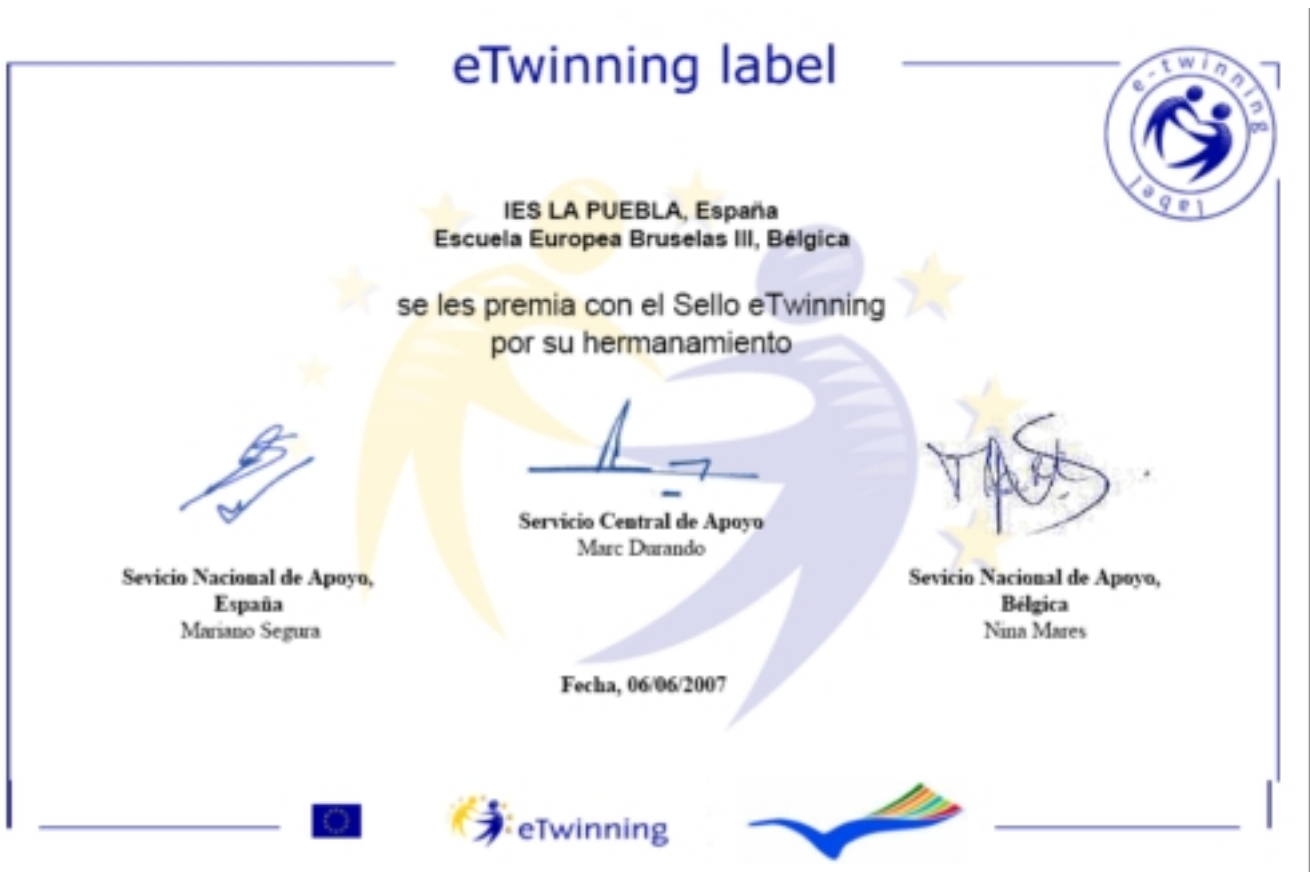 eTwinning label
e-twinning
label
IES LA PUEBLA, España
Escuela Europea Bruselas III, Bélgica
se les premia con el Sello eTwinning
por su hermanamiento
Servicio Central de Apoyo
Marc Durando
Sevicio Nacional de Apoyo,
España
Mariano Segura
Sevicio Nacional de Apoyo,
Bélgica
Nina Mares
Fecha, 06/06/2007
eTwinning